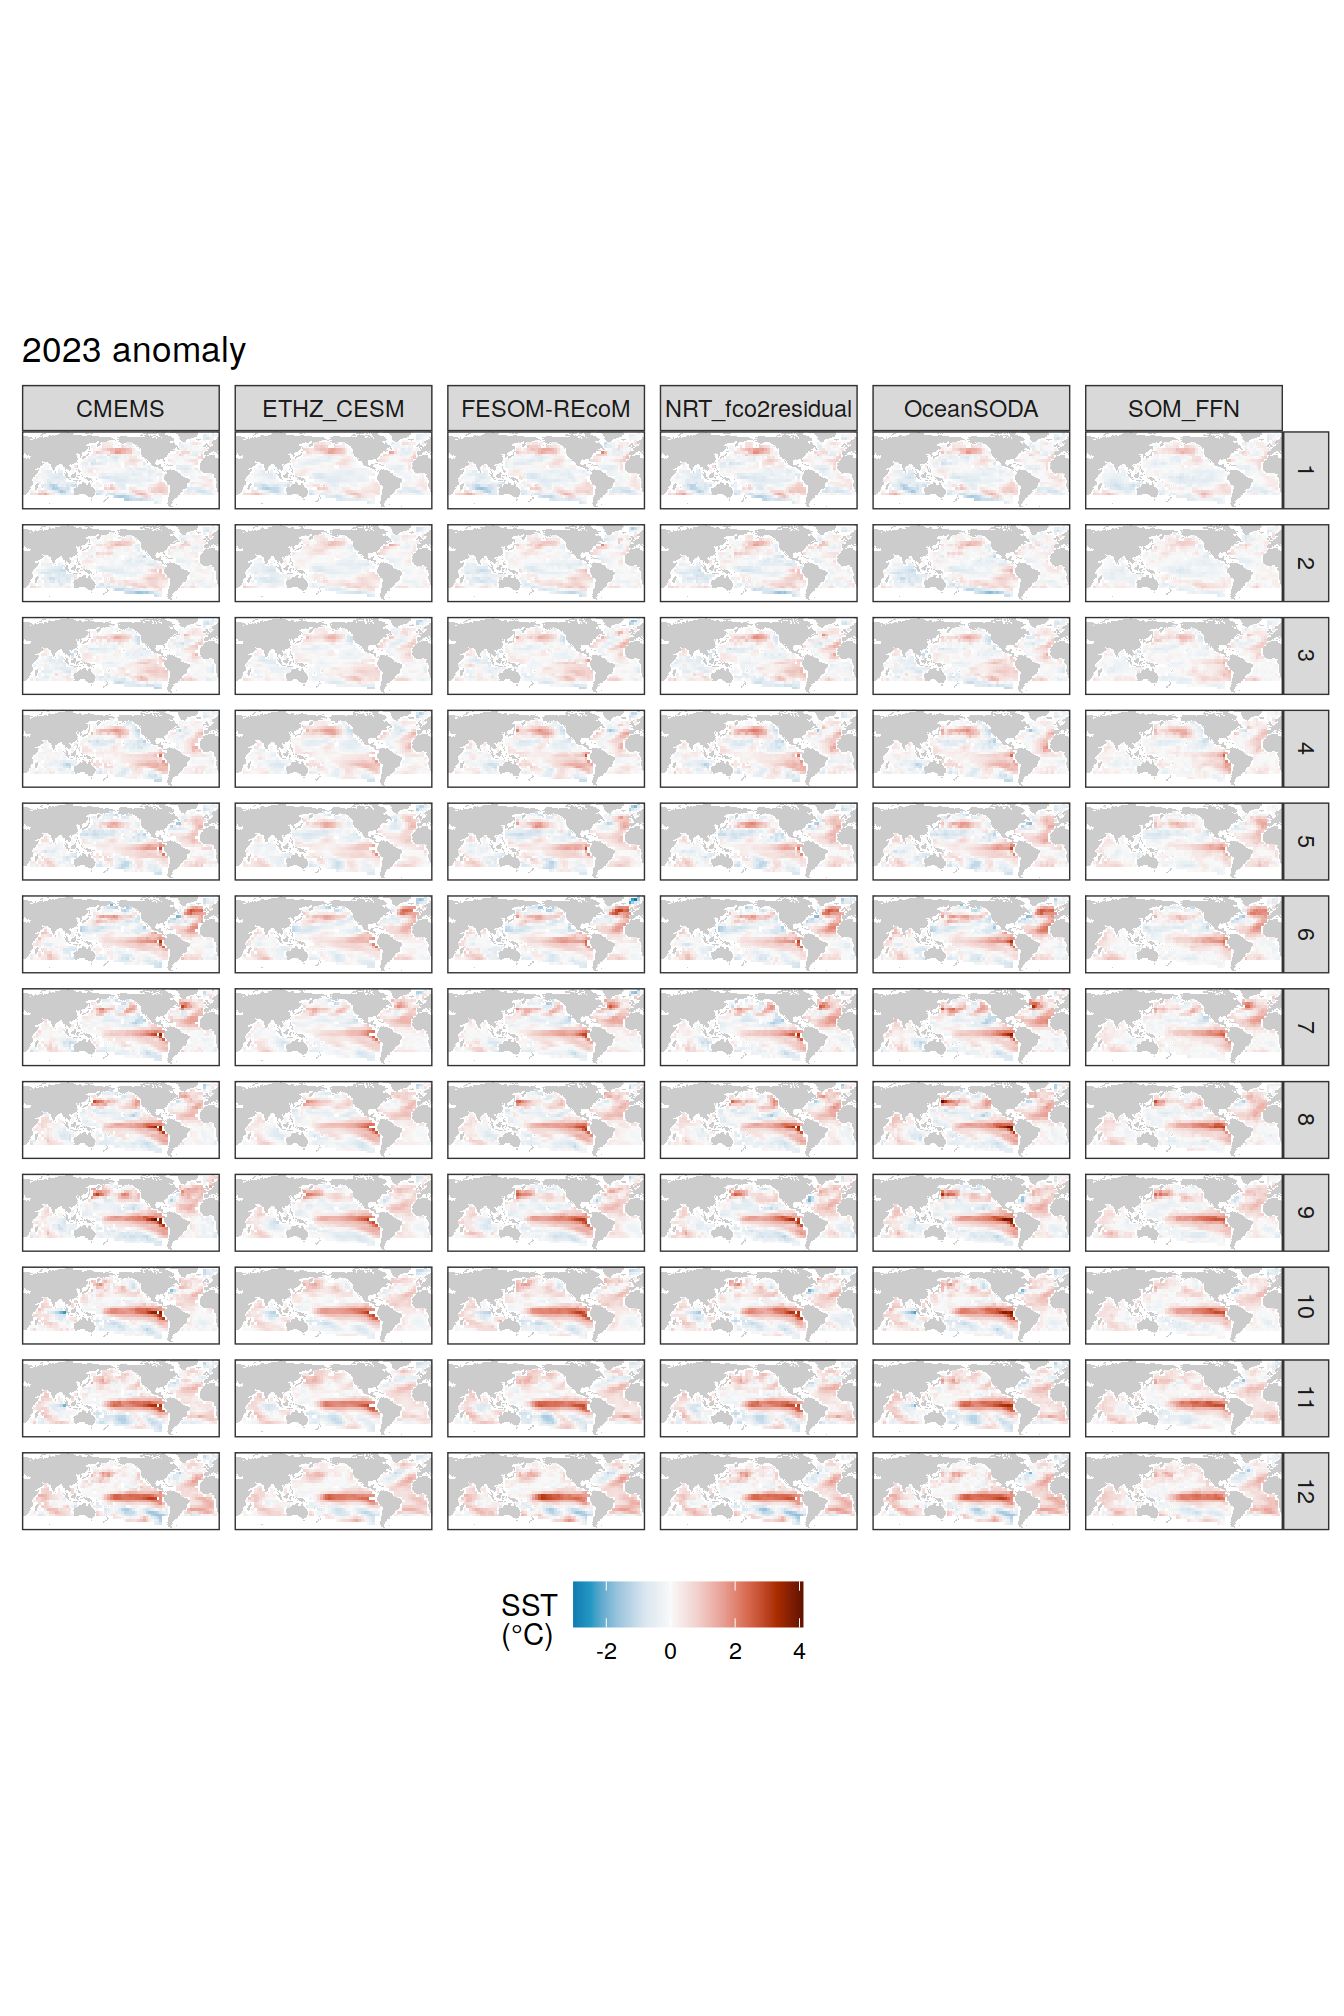 2023 anomaly
CMEMS ETHZ_CESM FESOM-REcoM NRT_fco2residual OceanSODA SOM_FFN
1
2
3
4
5
6
7
8
9
10
11
12
SST
(°C)
-2 0 2 4